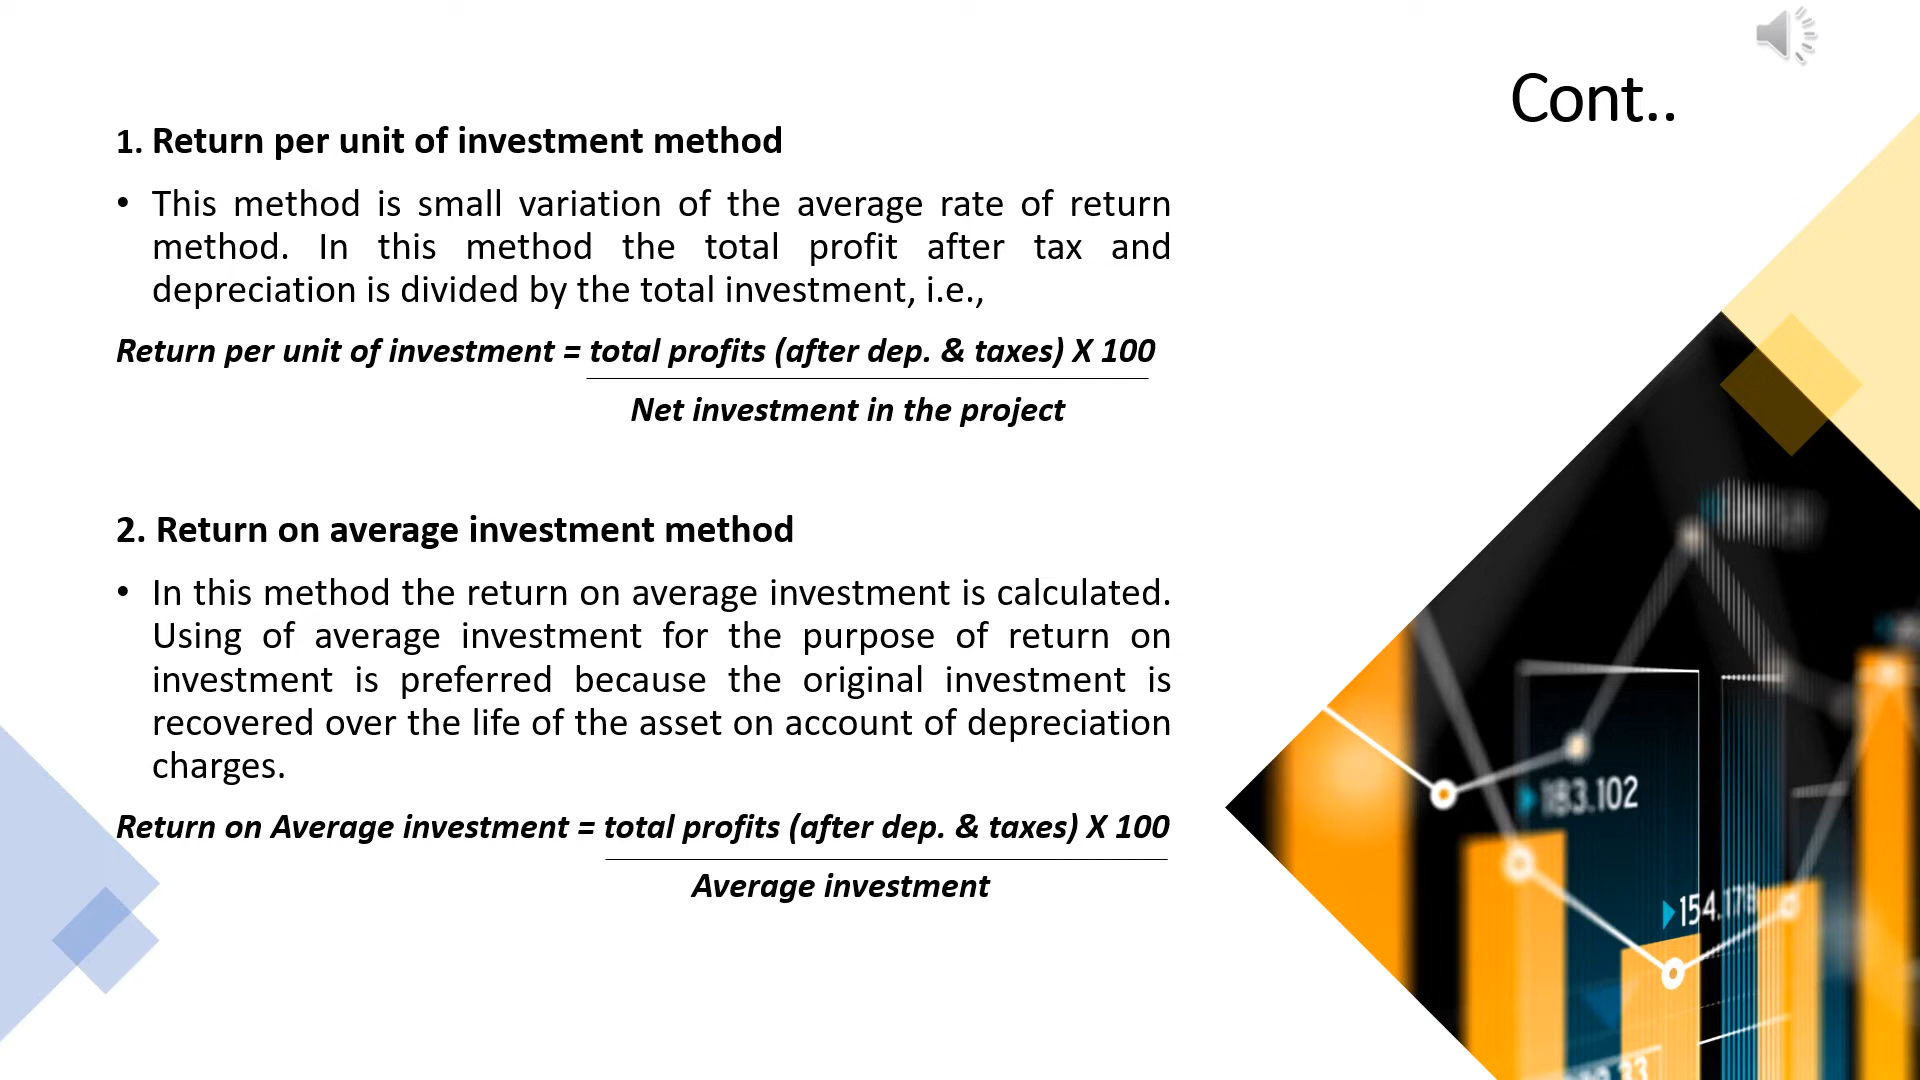 Cont..
1. Return per unit of investment method
• This method is small variation of the average rate of return
method. In this method the total profit after tax and
depreciation is divided by the total investment, i.e.,
Return per unit of investment = total profits (after dep. & taxes) X 100
Net investment in the project
2. Return on average investment method
• In this method the return on average investment is calculated.
Using of average investment for the purpose of return on
investment is preferred because the original investment is
recovered over the life of the asset on account of depreciation
charges.
Return on Average investment = total profits (after dep. & taxes) X 100
Average investment
183.102
154.178